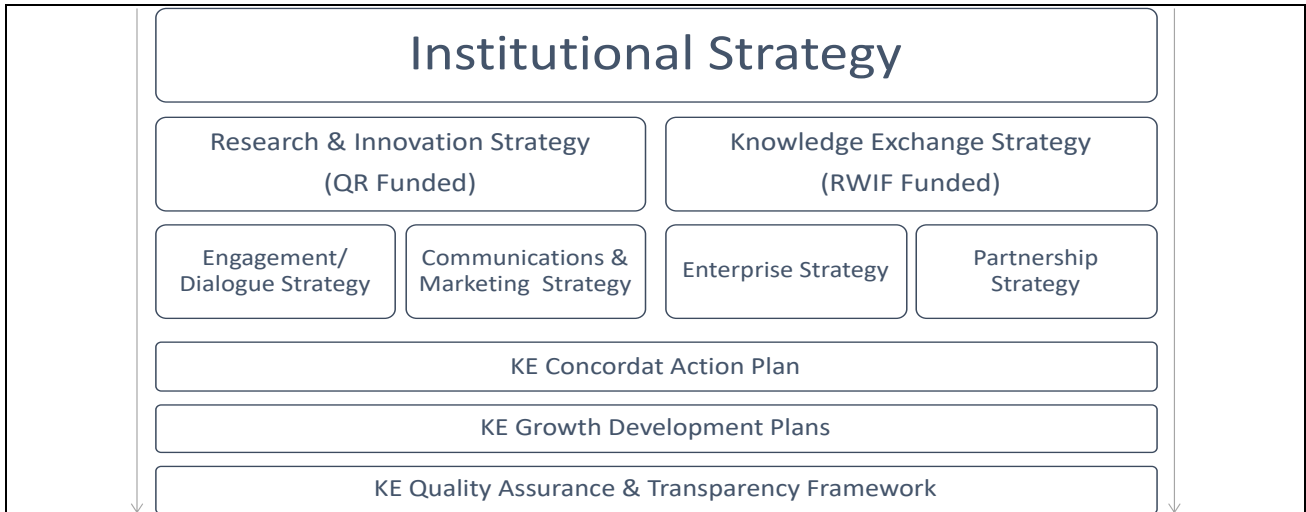 Institutional Strategy
Research & Innovation Strategy
(QR Funded)
Knowledge Exchange Strategy
(RWIF Funded)
Engagement/
Dialogue Strategy
Communications &
Marketing Strategy
Enterprise Strategy
Partnership
Strategy
KE Concordat Action Plan
KE Growth Development Plans
KE Quality Assurance & Transparency Framework